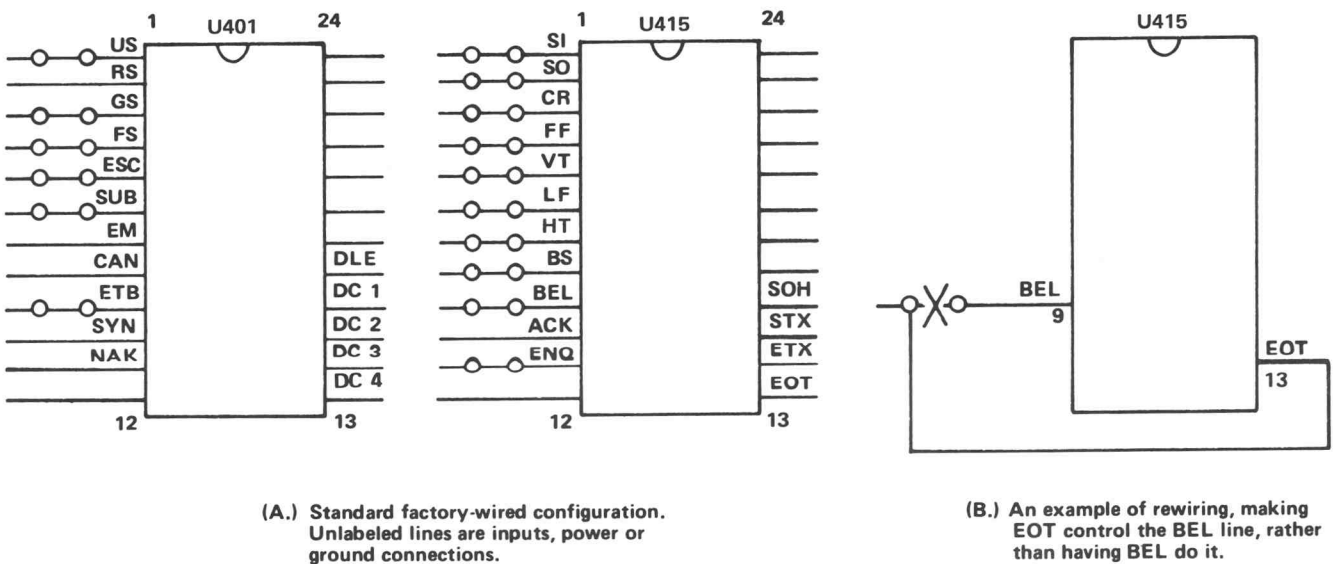 1 U401 24
US
RS
GS
FS
ESC
SUB
EM
CAN DLE
ETB DC 1
SYN DC 2
NAK DC 3
DC 4
12 13
1 U415 24
SI
SO
CR
FF
VT
LF
HT
BS
BEL SOH
ACK STX
ENQ ETX
EOT
12 13
U415
BEL
9
EOT
13
(A.) Standard factory-wired configuration.
Unlabeled lines are inputs, power or
ground connections.
(B.) An example of rewiring, making
EOT control the BEL line, rather
than having BEL do it.